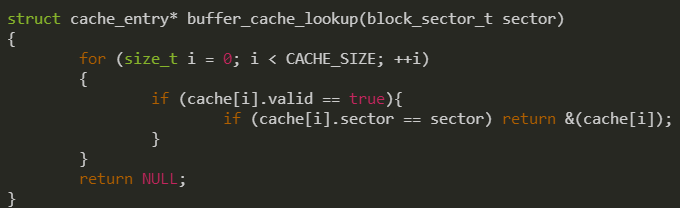 struct cache_entry* buffer_cache_lookup(block_sector_t sector)
{
        for (size_t i = 0; i < CACHE_SIZE; ++i)
        {
                if (cache[i].valid == true){
                        if (cache[i].sector == sector) return &(cache[i]);
                }
        }
        return NULL;
}